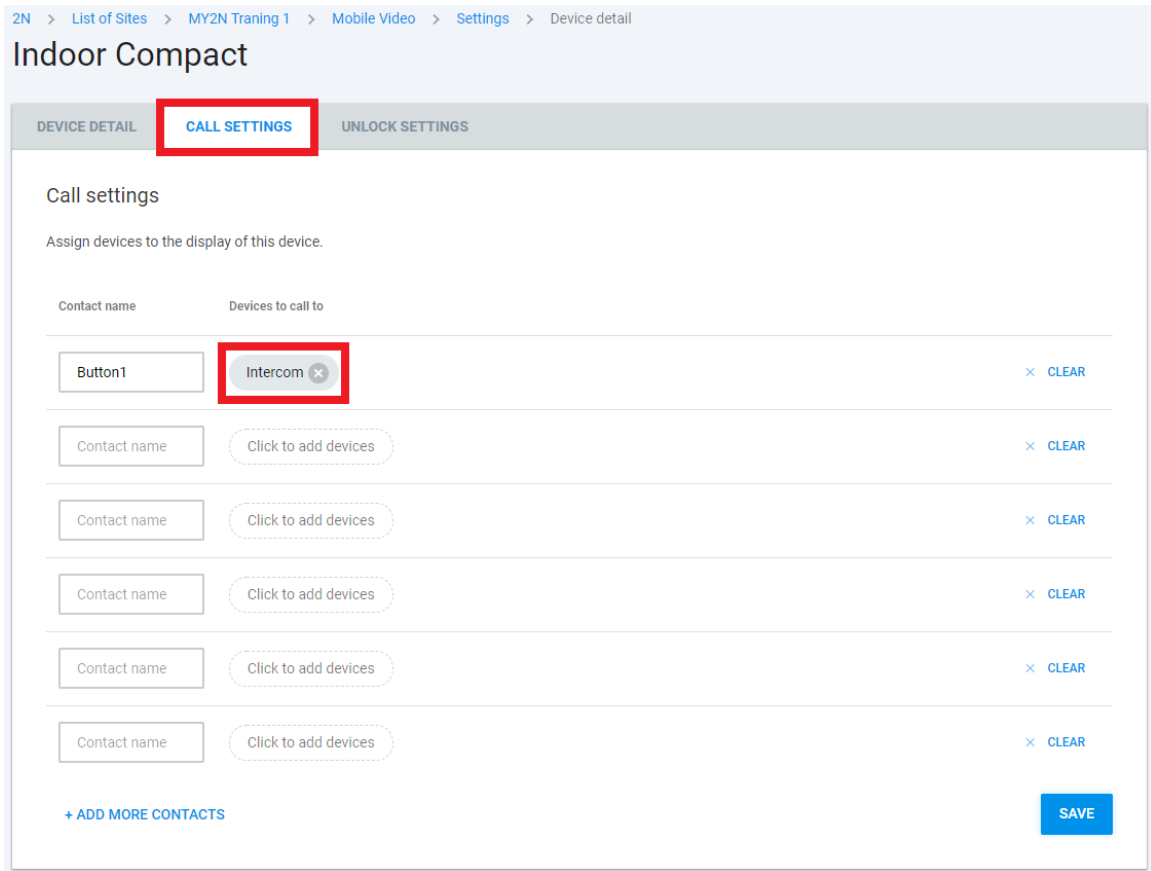 2N > List of Sites > MY2N Traning 1 > Mobile Video > Settings > Device detail
Indoor Compact
DEVICE DETAIL CALL SETTINGS UNLOCK SETTINGS
Call settings
Assign devices to the display of this device.
Contact name Devices to call to
Button1 Intercom × CLEAR
Contact name Click to add devices × CLEAR
Contact name Click to add devices × CLEAR
Contact name Click to add devices × CLEAR
Contact name Click to add devices × CLEAR
Contact name Click to add devices × CLEAR
+ ADD MORE CONTACTS SAVE